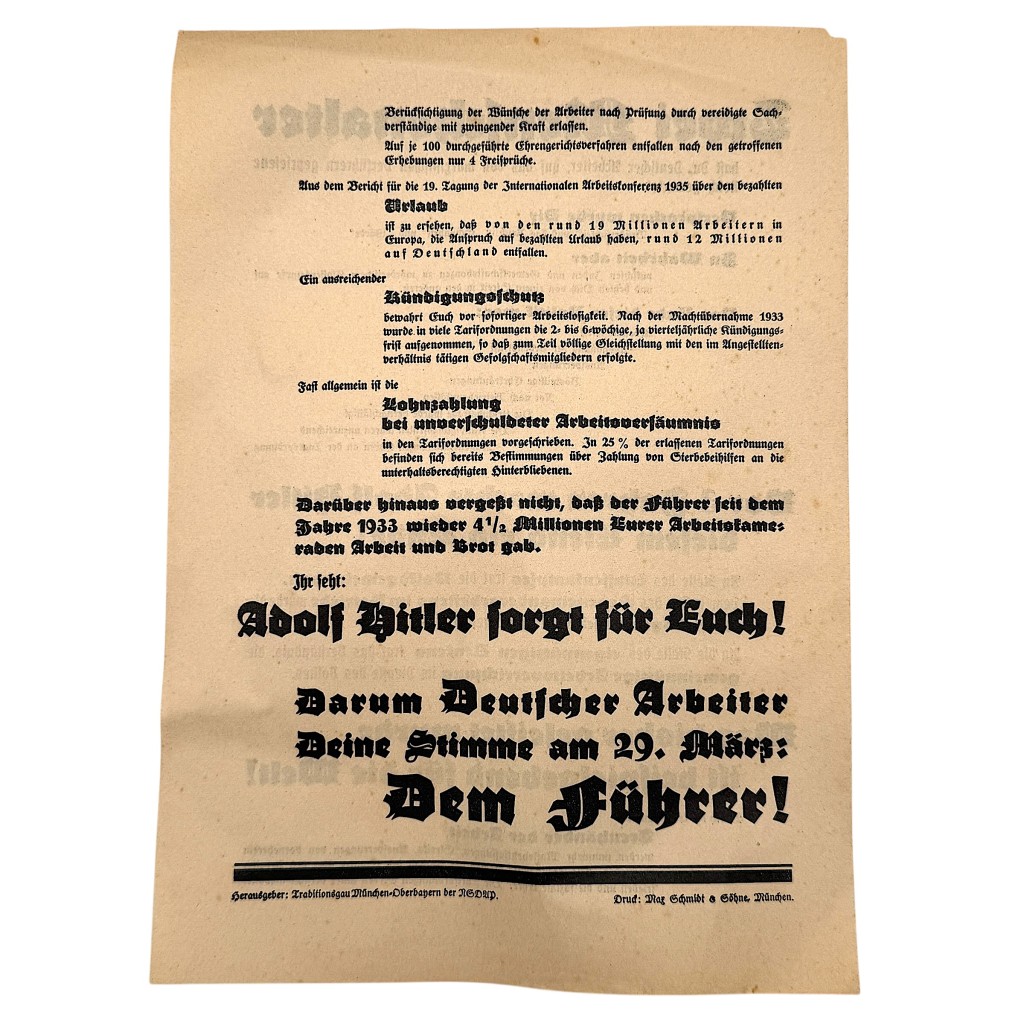 Berücksichtigung der Wünsche der Arbeiter nach Prüfung durch vereidigte Sach-
verständige mit zwingender Kraft erlassen.
Auf je 100 durchgeführte Ehrengerichtsverfahren entfallen nach den getroffenen
Erhebungen nur 4 Freisprüche.
Aus dem Bericht für die 19. Tagung der Internationalen Arbeitskonferenz 1935 über den bezahlten
Urlaub
ist zu ersehen, daß von den rund 19 Millionen Arbeitern in
Europa, die Anspruch auf bezahlten Urlaub haben, rund 12 Millionen
auf Deutschland entfallen.
Ein ausreichender
Kündigungsschutz
bewahrt Euch vor sofortiger Arbeitslosigkeit. Nach der Machtübernahme 1933
wurde in viele Tarifordnungen die 2- bis 6-wöchige, ja vierteljährliche Kündigungs-
frist aufgenommen, so daß zum Teil völlige Gleichstellung mit den im Angestellten-
verhältnis tätigen Gefolgschaftsmitgliedern erfolgte.
Fast allgemein ist die
Lohnzahlung
bei unverschuldeter Arbeitsversäumnis
in den Tarifordnungen vorgeschrieben. In 25 % der erlassenen Tarifordnungen
befinden sich bereits Bestimmungen über Zahlung von Sterbebeihilfen an die
unterhaltsberechtigten Hinterbliebenen.
Darüber hinaus vergeßt nicht, daß der Führer seit dem
Jahre 1933 wieder 4 1/2 Millionen Eurer Arbeitskame-
raden Arbeit und Brot gab.
Ihr seht:
Adolf Hitler sorgt für Euch!
Darum Deutscher Arbeiter
Deine Stimme am 29. März:
Dem Führer!
Herausgeber: Traditionsgau München-Oberbayern der NSDAP. Druck: Max Schmidt & Söhne, München.